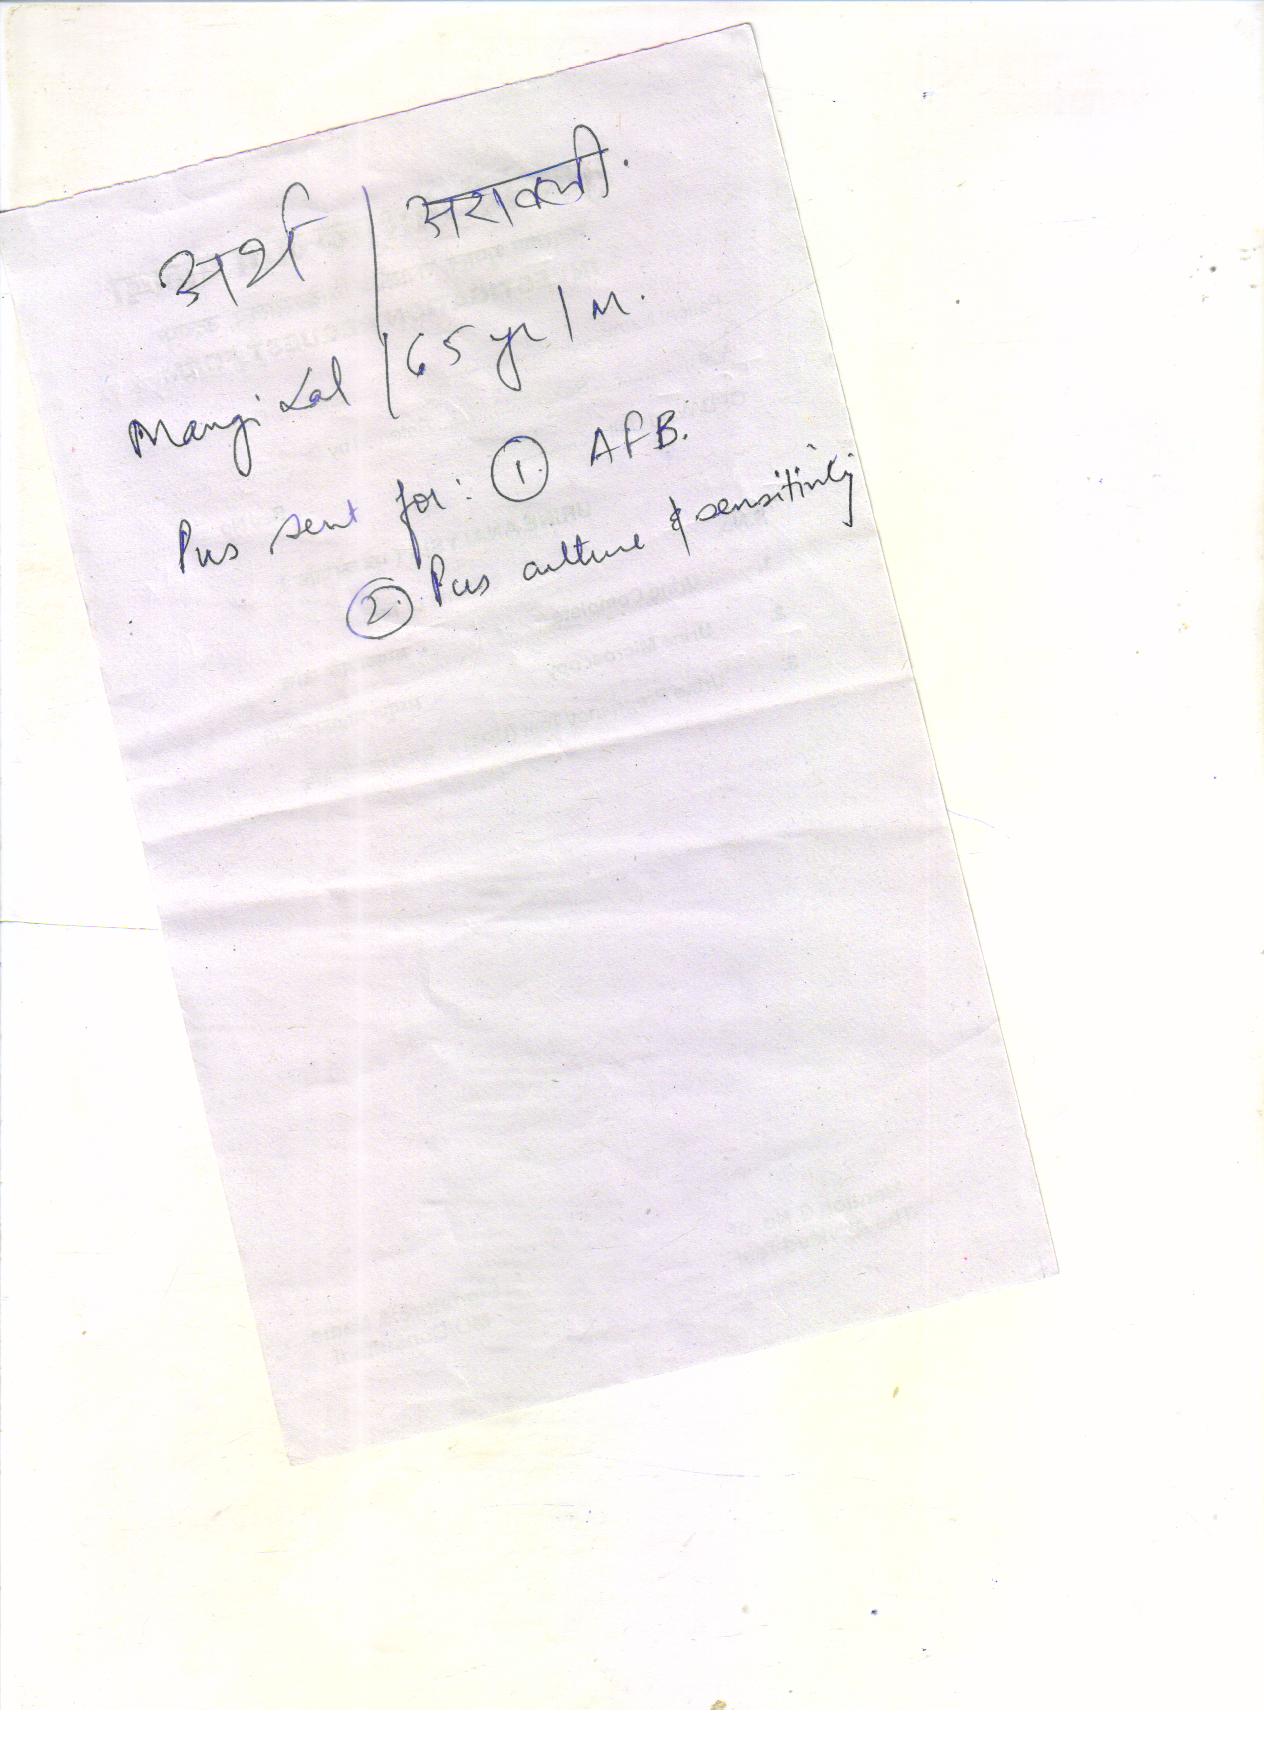 अर्थ / अरावली.
Mangi Lal / 65 yr / M.
Pus sent for : ① AFB.
② Pus culture & sensitivity